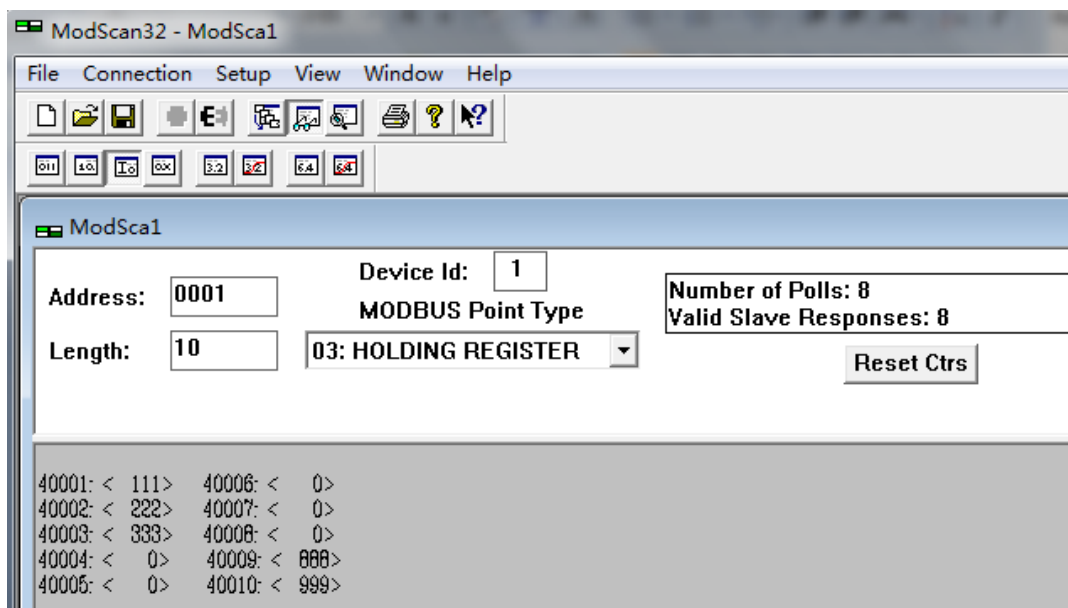 ModScan32 - ModSca1
File Connection Setup View Window Help
ModSca1
Address: 0001
Device Id: 1
MODBUS Point Type
Length: 10
03: HOLDING REGISTER
Number of Polls: 8
Valid Slave Responses: 8
Reset Ctrs
40001: < 111> 40006: < 0>
40002: < 222> 40007: < 0>
40003: < 333> 40008: < 0>
40004: < 0> 40009: < 888>
40005: < 0> 40010: < 999>